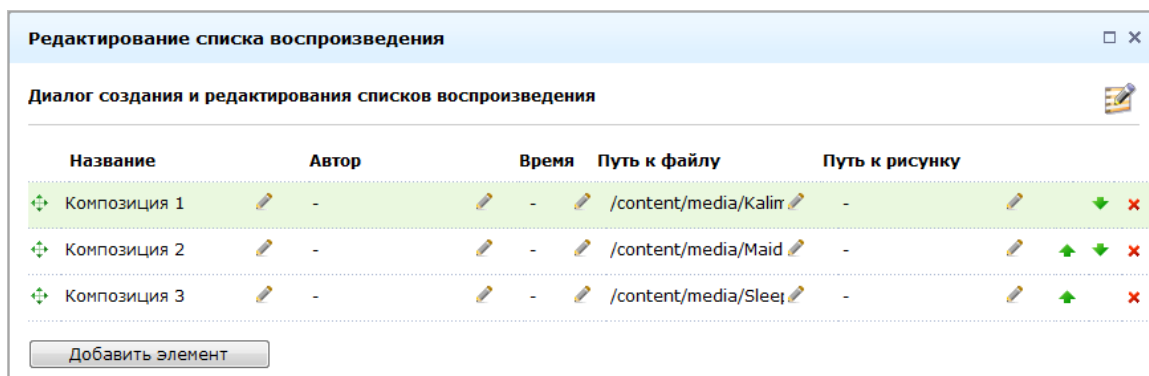 Редактирование списка воспроизведения
Диалог создания и редактирования списков воспроизведения
Название Автор Время Путь к файлу Путь к рисунку
Композиция 1 - - /content/media/Kalim -
Композиция 2 - - /content/media/Maid -
Композиция 3 - - /content/media/Sleep -
Добавить элемент